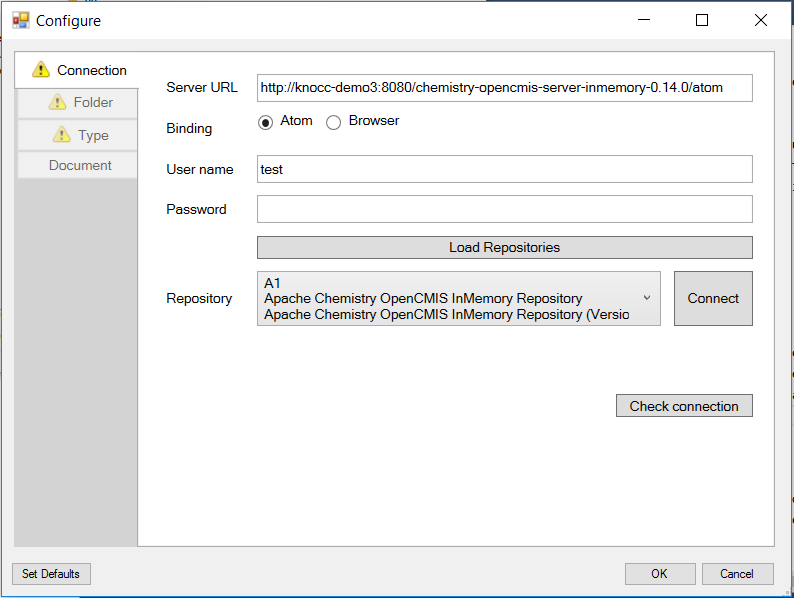 Configure
Connection
Folder
Type
Document
Server URL
http://knocc-demo3:8080/chemistry-opencmis-server-inmemory-0.14.0/atom
Binding
Atom
Browser
User name
test
Password
Load Repositories
Repository
A1
Apache Chemistry OpenCMIS InMemory Repository
Apache Chemistry OpenCMIS InMemory Repository (Versio
Connect
Check connection
Set Defaults
OK
Cancel